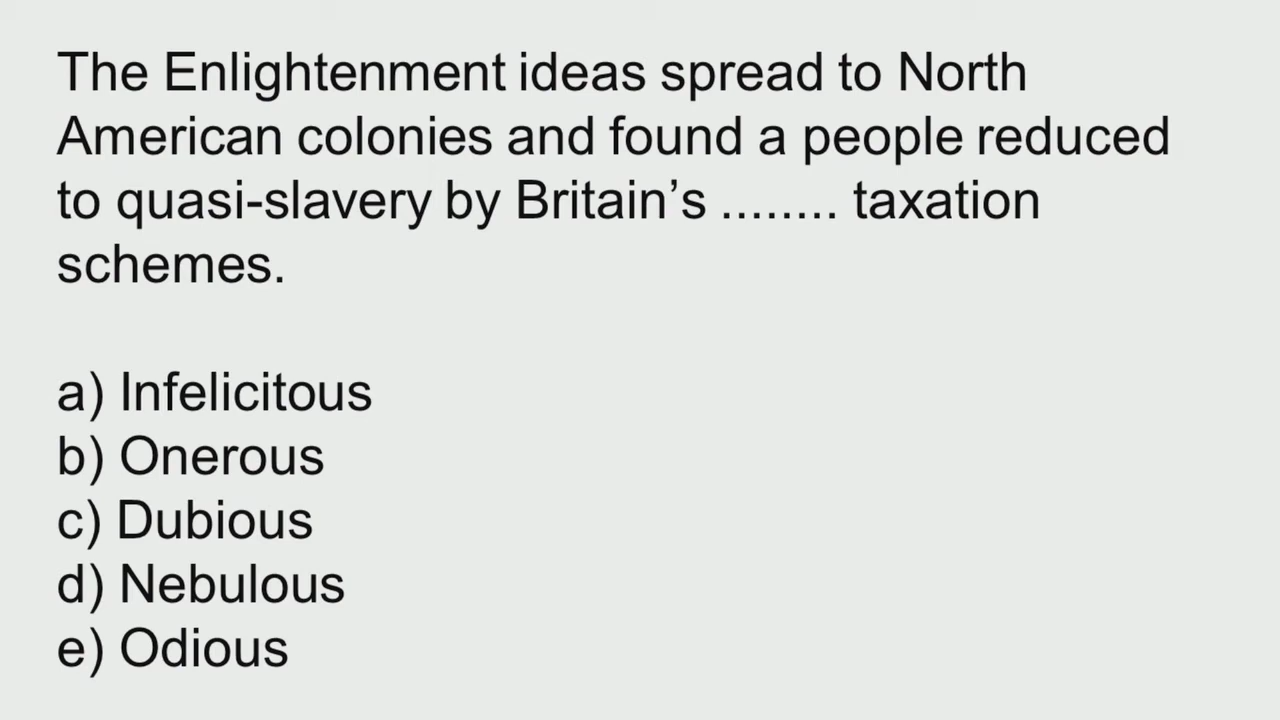 The Enlightenment ideas spread to North
American colonies and found a people reduced
to quasi-slavery by Britain’s ........ taxation
schemes.
a) Infelicitous
b) Onerous
c) Dubious
d) Nebulous
e) Odious